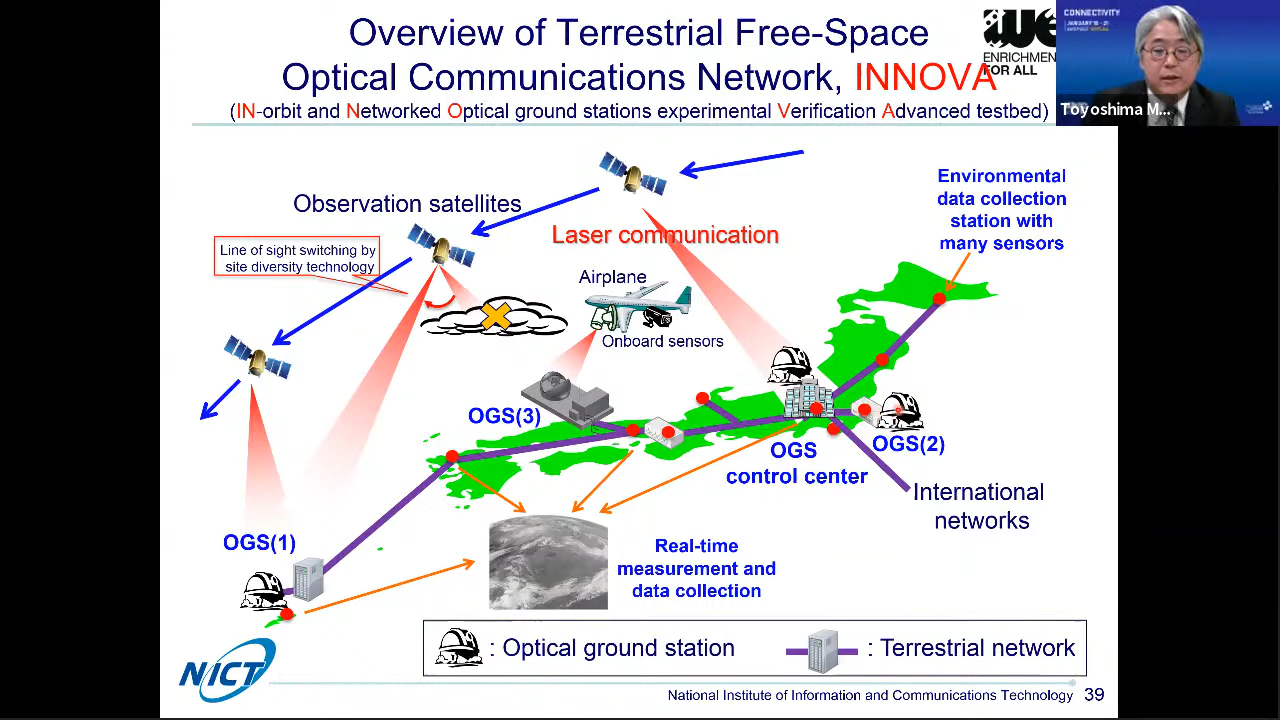 Overview of Terrestrial Free-Space
Optical Communications Network, INNOVA
(IN-orbit and Networked Optical ground stations experimental Verification Advanced testbed)
ENRICHMEN
FOR ALL
CONNECTIVITY
Toyoshima M...
Observation satellites
Line of sight switching by
site diversity technology
Laser communication
Airplane
Onboard sensors
Environmental
data collection
station with
many sensors
OGS(3)
OGS
control center
OGS(2)
International
networks
OGS(1)
Real-time
measurement and
data collection
: Optical ground station
: Terrestrial network
NICT
National Institute of Information and Communications Technology 39